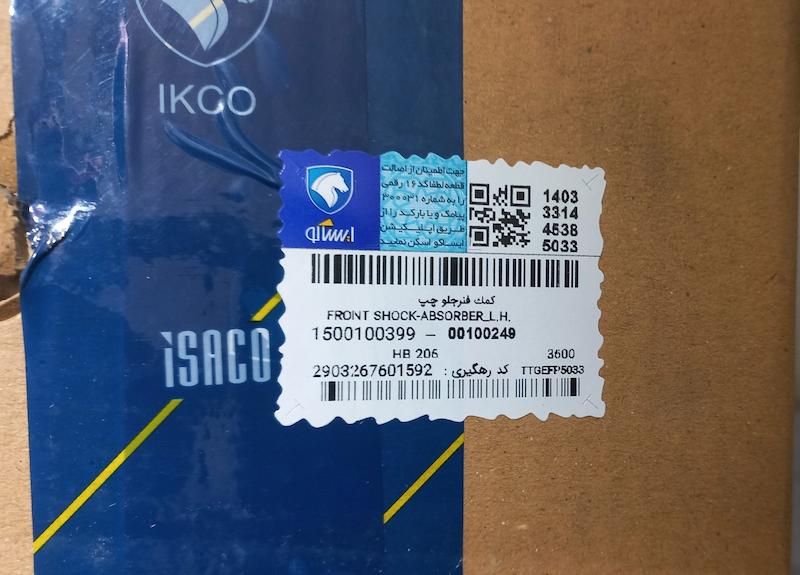 IKCO
جهت اطمینان از اصالت
قطعه لطفا کد ۱۶ رقمی
را به شماره ۳۰۰۰۳۱
پیامک و یا بارکد را از
طریق اپلیکیشن
ایساکو اسکن نمایید
1403
3314
4538
5033
ایساکو
کمک فنرجلو چپ
FRONT SHOCK-ABSORBER_L.H.
1500100399 – 00100249
HB 206 3600
2903267601592 کد رهگیری : TTGEFP5033
iSACO